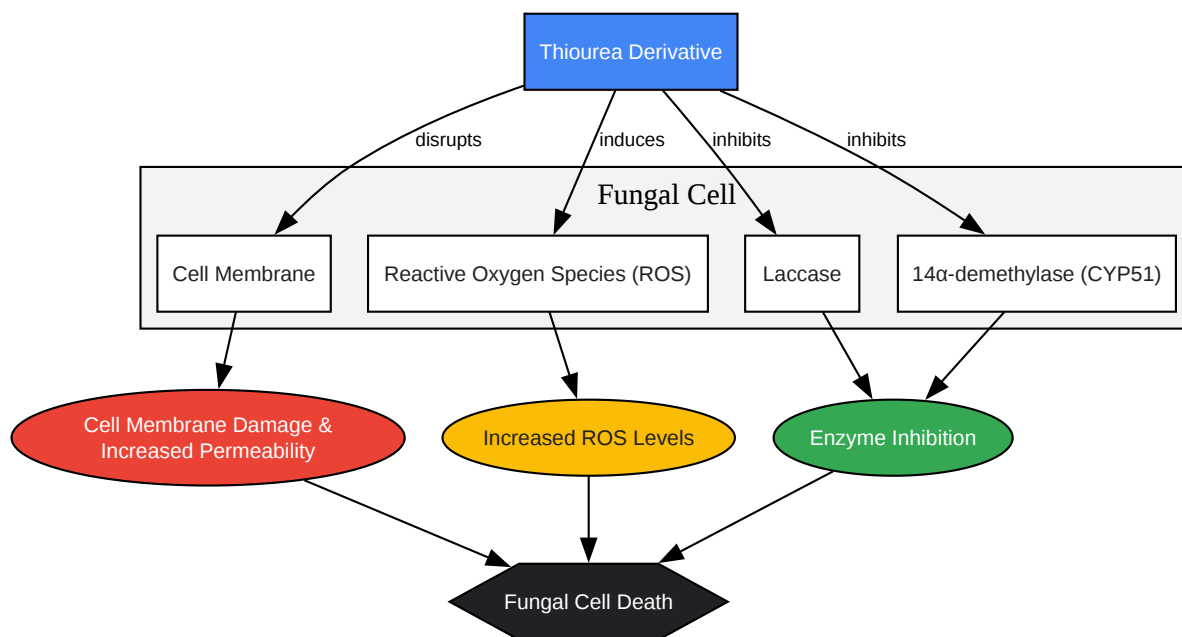 Thiourea Derivative
disrupts
induces
inhibits
inhibits
Fungal Cell
Cell Membrane
Reactive Oxygen Species (ROS)
Laccase
14α-demethylase (CYP51)
Cell Membrane Damage &
Increased Permeability
Increased ROS Levels
Enzyme Inhibition
Fungal Cell Death